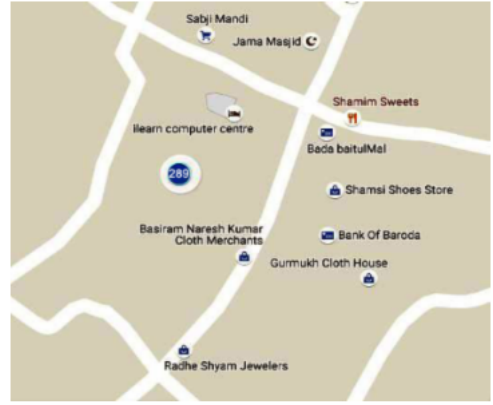 Sabji Mandi
Jama Masjid
Shamim Sweets
Ilearn computer centre
Bada baitulMal
289
Shamsi Shoes Store
Basiram Naresh Kumar
Cloth Merchants
Bank Of Baroda
Gurmukh Cloth House
Radhe Shyam Jewelers